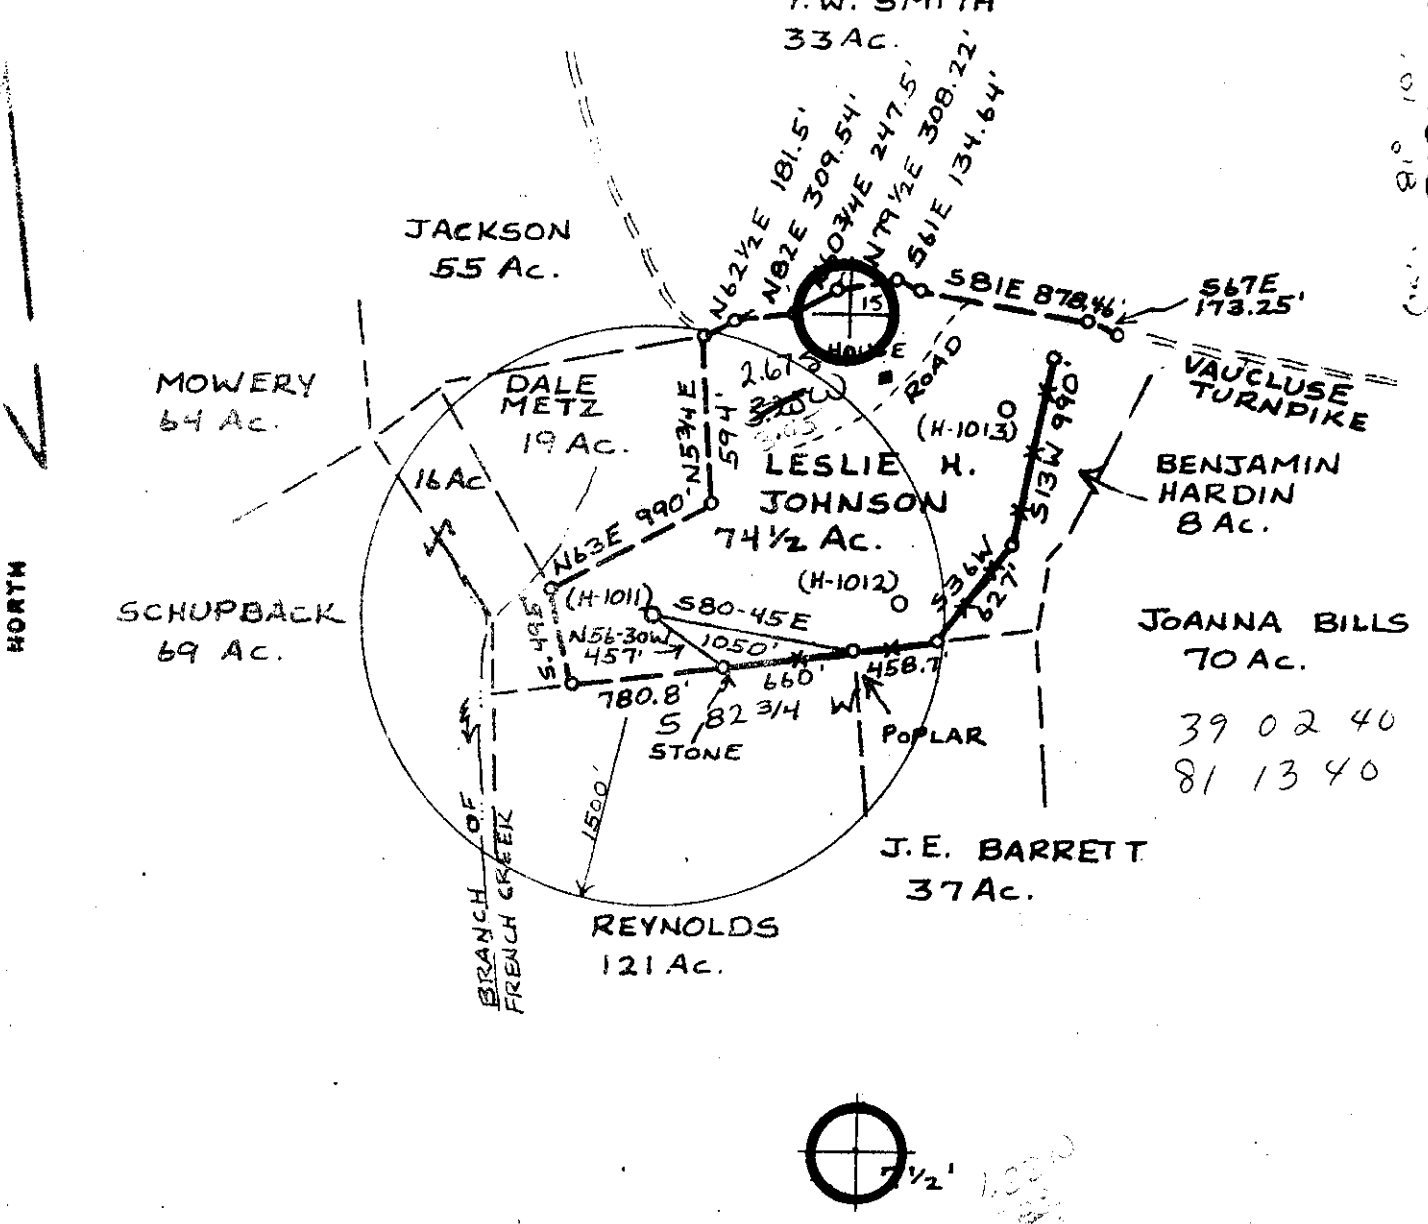 T.W. SMITH
33 Ac.
N62½E 181.5'
N82E 309.54'
N60¾E 247.5'
N79½E 308.22'
S61E 134.64'
JACKSON
55 Ac.
S81E 878.46'
S67E
173.25'
15
HOUSE
ROAD
VAUCLUSE
TURNPIKE
MOWERY
64 Ac.
DALE
METZ
19 Ac.
16 Ac
N5¾E
594'
(H-1013)
S13W 990'
LESLIE H.
JOHNSON
74½ Ac.
BENJAMIN
HARDIN
8 Ac.
N63E 990'
(H-1012)
S36W
627'
SCHUPBACK
69 Ac.
S. 495'
(H-1011)
S80-45E
1050'
N56-30W
457'
JOANNA BILLS
70 Ac.
780.8'
660'
458.7'
S 82 3/4 W
STONE
POPLAR
39 02 40
81 13 40
1500'
BRANCH OF
FRENCH CREEK
J.E. BARRETT
37 Ac.
REYNOLDS
121 Ac.
NORTH
7½'